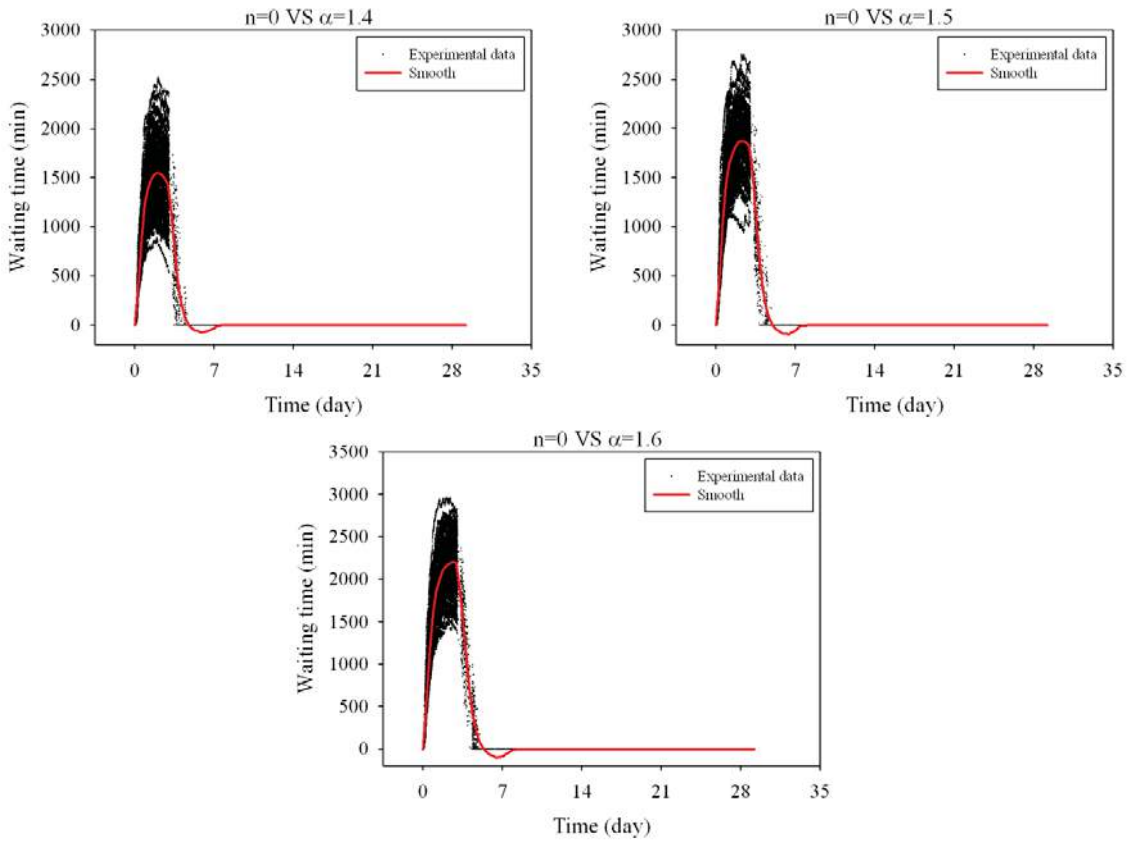 n=0 VS α=1.4
3000
2500
2000
1500
1000
500
0
Waiting time (min)
Experimental data
Smooth
0 7 14 21 28 35
Time (day)
n=0 VS α=1.5
3000
2500
2000
1500
1000
500
0
Waiting time (min)
Experimental data
Smooth
0 7 14 21 28 35
Time (day)
n=0 VS α=1.6
3500
3000
2500
2000
1500
1000
500
0
Waiting time (min)
Experimental data
Smooth
0 7 14 21 28 35
Time (day)